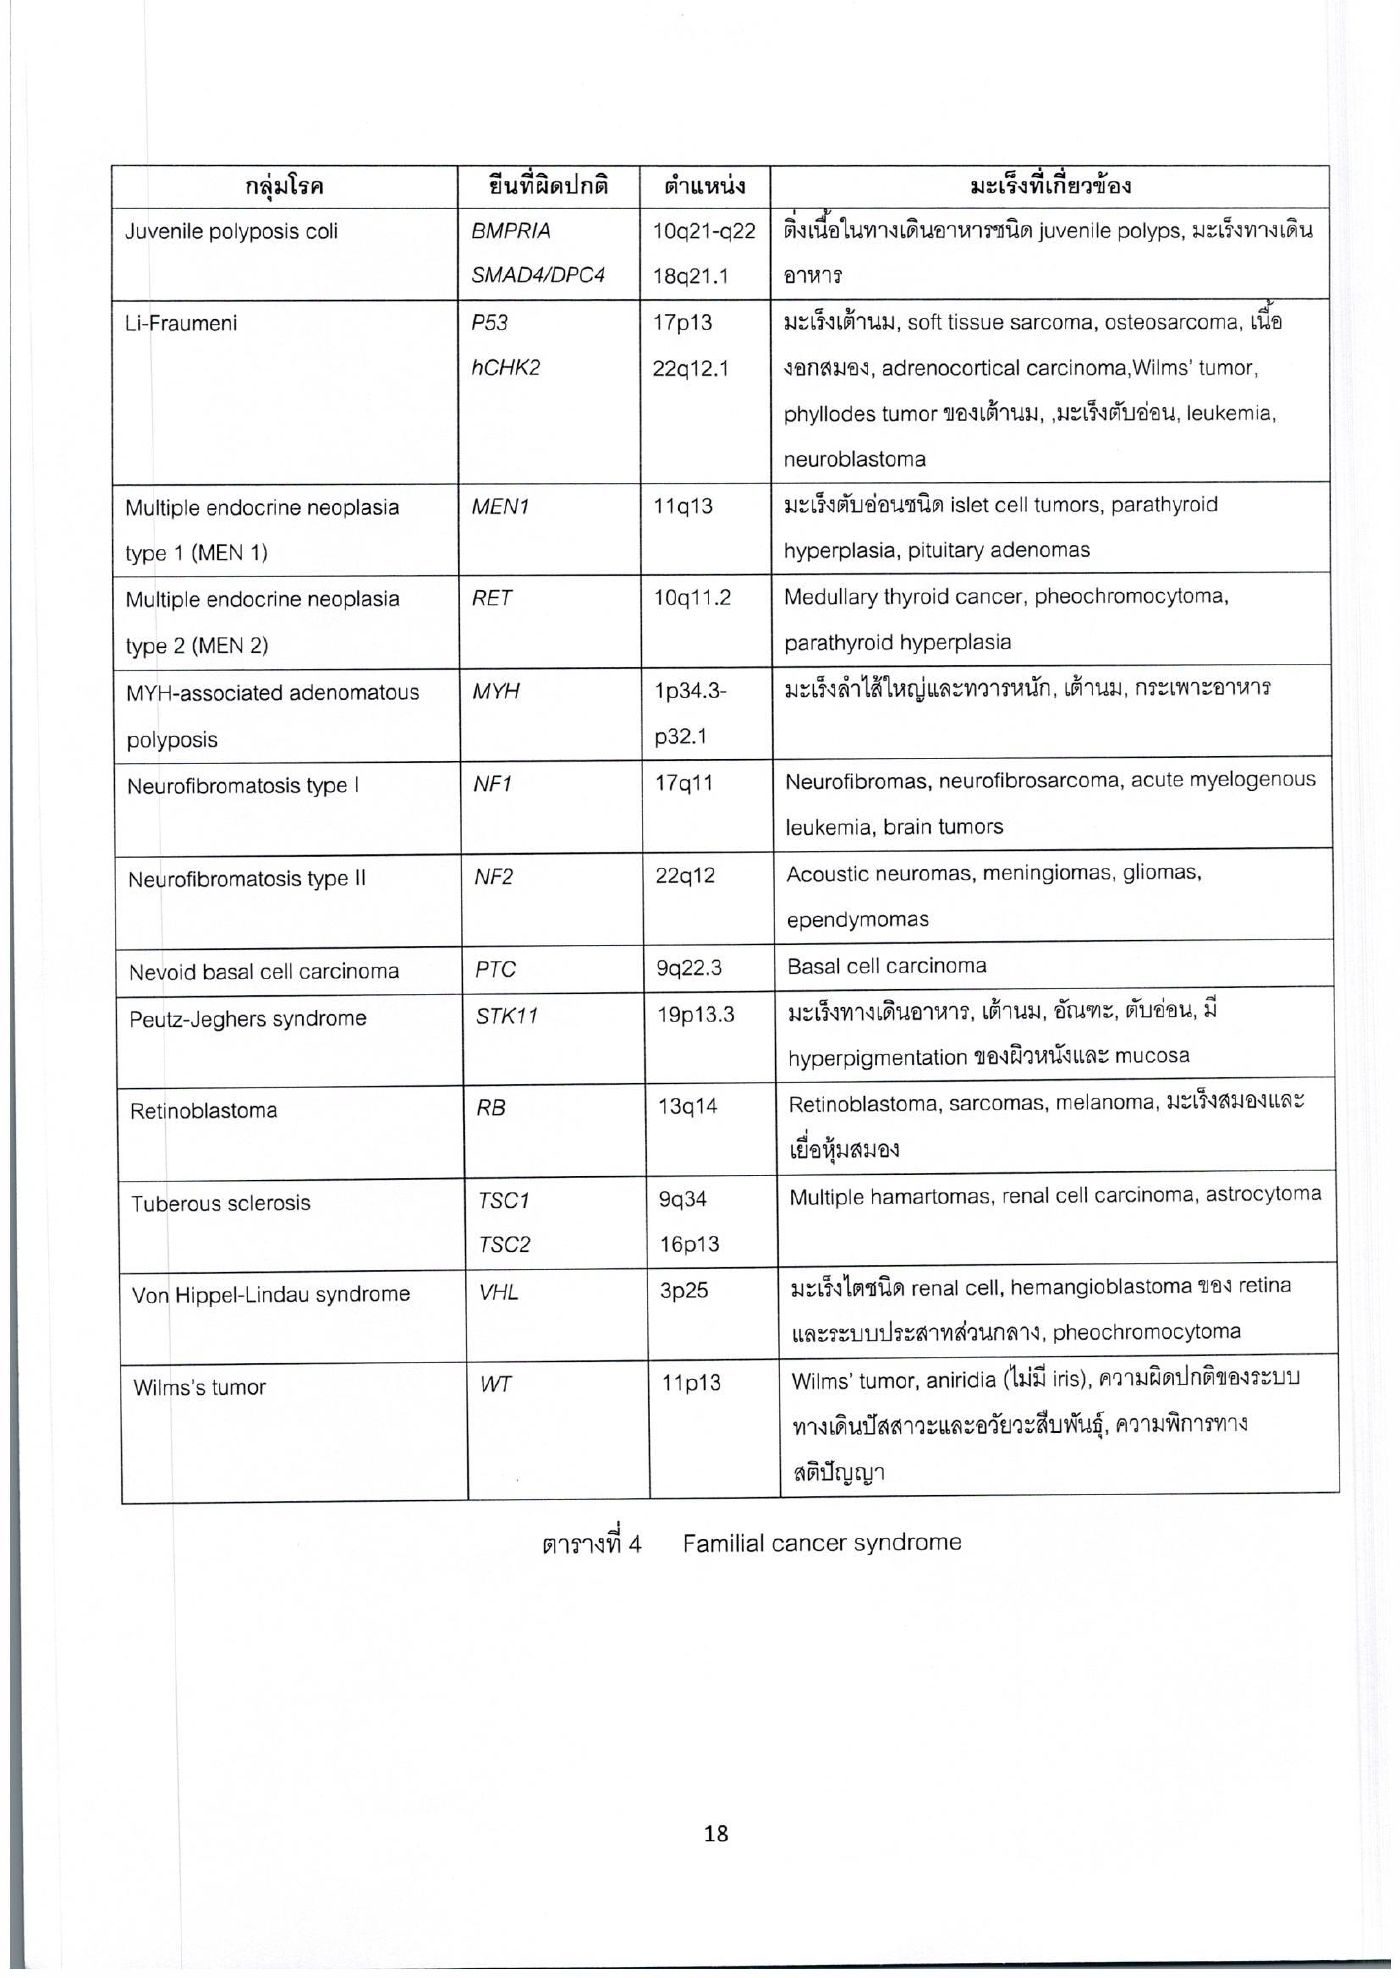 กลุ่มโรค ยีนที่ผิดปกติ ตำแหน่ง มะเร็งที่เกี่ยวข้อง
Juvenile polyposis coli BMPRIA 10q21-q22 ติ่งเนื้อในทางเดินอาหารชนิด juvenile polyps, มะเร็งทางเดิน
SMAD4/DPC4 18q21.1 อาหาร
Li-Fraumeni P53 17p13 มะเร็งเต้านม, soft tissue sarcoma, osteosarcoma, เนื้อ
hCHK2 22q12.1 งอกสมอง, adrenocortical carcinoma,Wilms' tumor,
phyllodes tumor ของเต้านม, ,มะเร็งตับอ่อน, leukemia,
neuroblastoma
Multiple endocrine neoplasia MEN1 11q13 มะเร็งตับอ่อนชนิด islet cell tumors, parathyroid
type 1 (MEN 1) hyperplasia, pituitary adenomas
Multiple endocrine neoplasia RET 10q11.2 Medullary thyroid cancer, pheochromocytoma,
type 2 (MEN 2) parathyroid hyperplasia
MYH-associated adenomatous MYH 1p34.3- มะเร็งลำไส้ใหญ่และทวารหนัก, เต้านม, กระเพาะอาหาร
polyposis p32.1
Neurofibromatosis type I NF1 17q11 Neurofibromas, neurofibrosarcoma, acute myelogenous
leukemia, brain tumors
Neurofibromatosis type II NF2 22q12 Acoustic neuromas, meningiomas, gliomas,
ependymomas
Nevoid basal cell carcinoma PTC 9q22.3 Basal cell carcinoma
Peutz-Jeghers syndrome STK11 19p13.3 มะเร็งทางเดินอาหาร, เต้านม, อัณฑะ, ตับอ่อน, มี
hyperpigmentation ของผิวหนังและ mucosa
Retinoblastoma RB 13q14 Retinoblastoma, sarcomas, melanoma, มะเร็งสมองและ
เยื่อหุ้มสมอง
Tuberous sclerosis TSC1 9q34 Multiple hamartomas, renal cell carcinoma, astrocytoma
TSC2 16p13
Von Hippel-Lindau syndrome VHL 3p25 มะเร็งไตชนิด renal cell, hemangioblastoma ของ retina
และระบบประสาทส่วนกลาง, pheochromocytoma
Wilms's tumor WT 11p13 Wilms' tumor, aniridia (ไม่มี iris), ความผิดปกติของระบบ
ทางเดินปัสสาวะและอวัยวะสืบพันธุ์, ความพิการทาง
สติปัญญา
ตารางที่ 4 Familial cancer syndrome
18